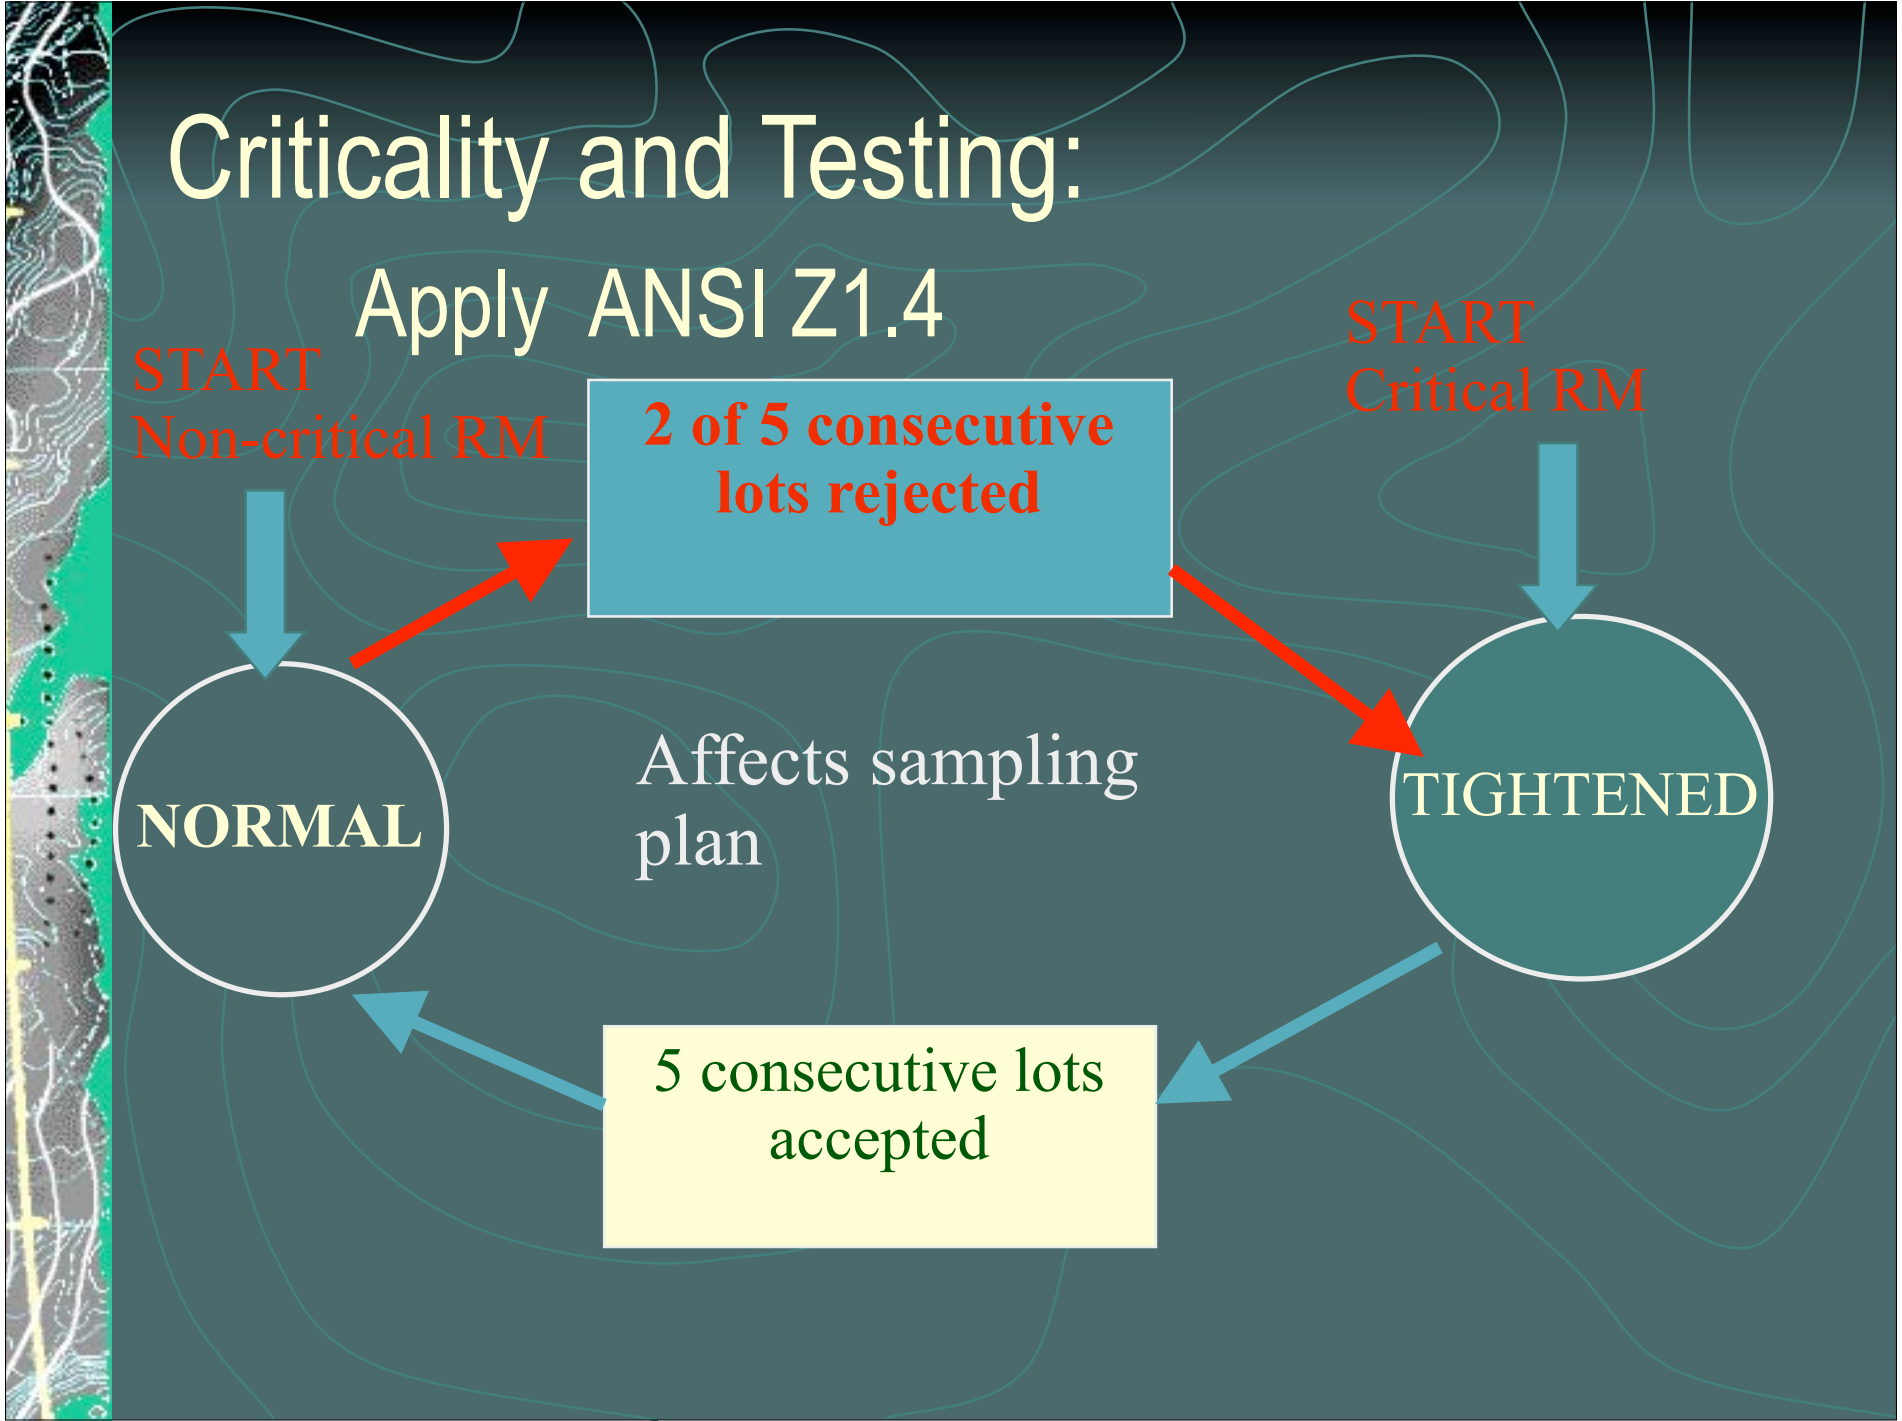 Criticality and Testing:
Apply ANSI Z1.4
START
Non-critical RM
2 of 5 consecutive
lots rejected
START
Critical RM
NORMAL
Affects sampling
plan
TIGHTENED
5 consecutive lots
accepted